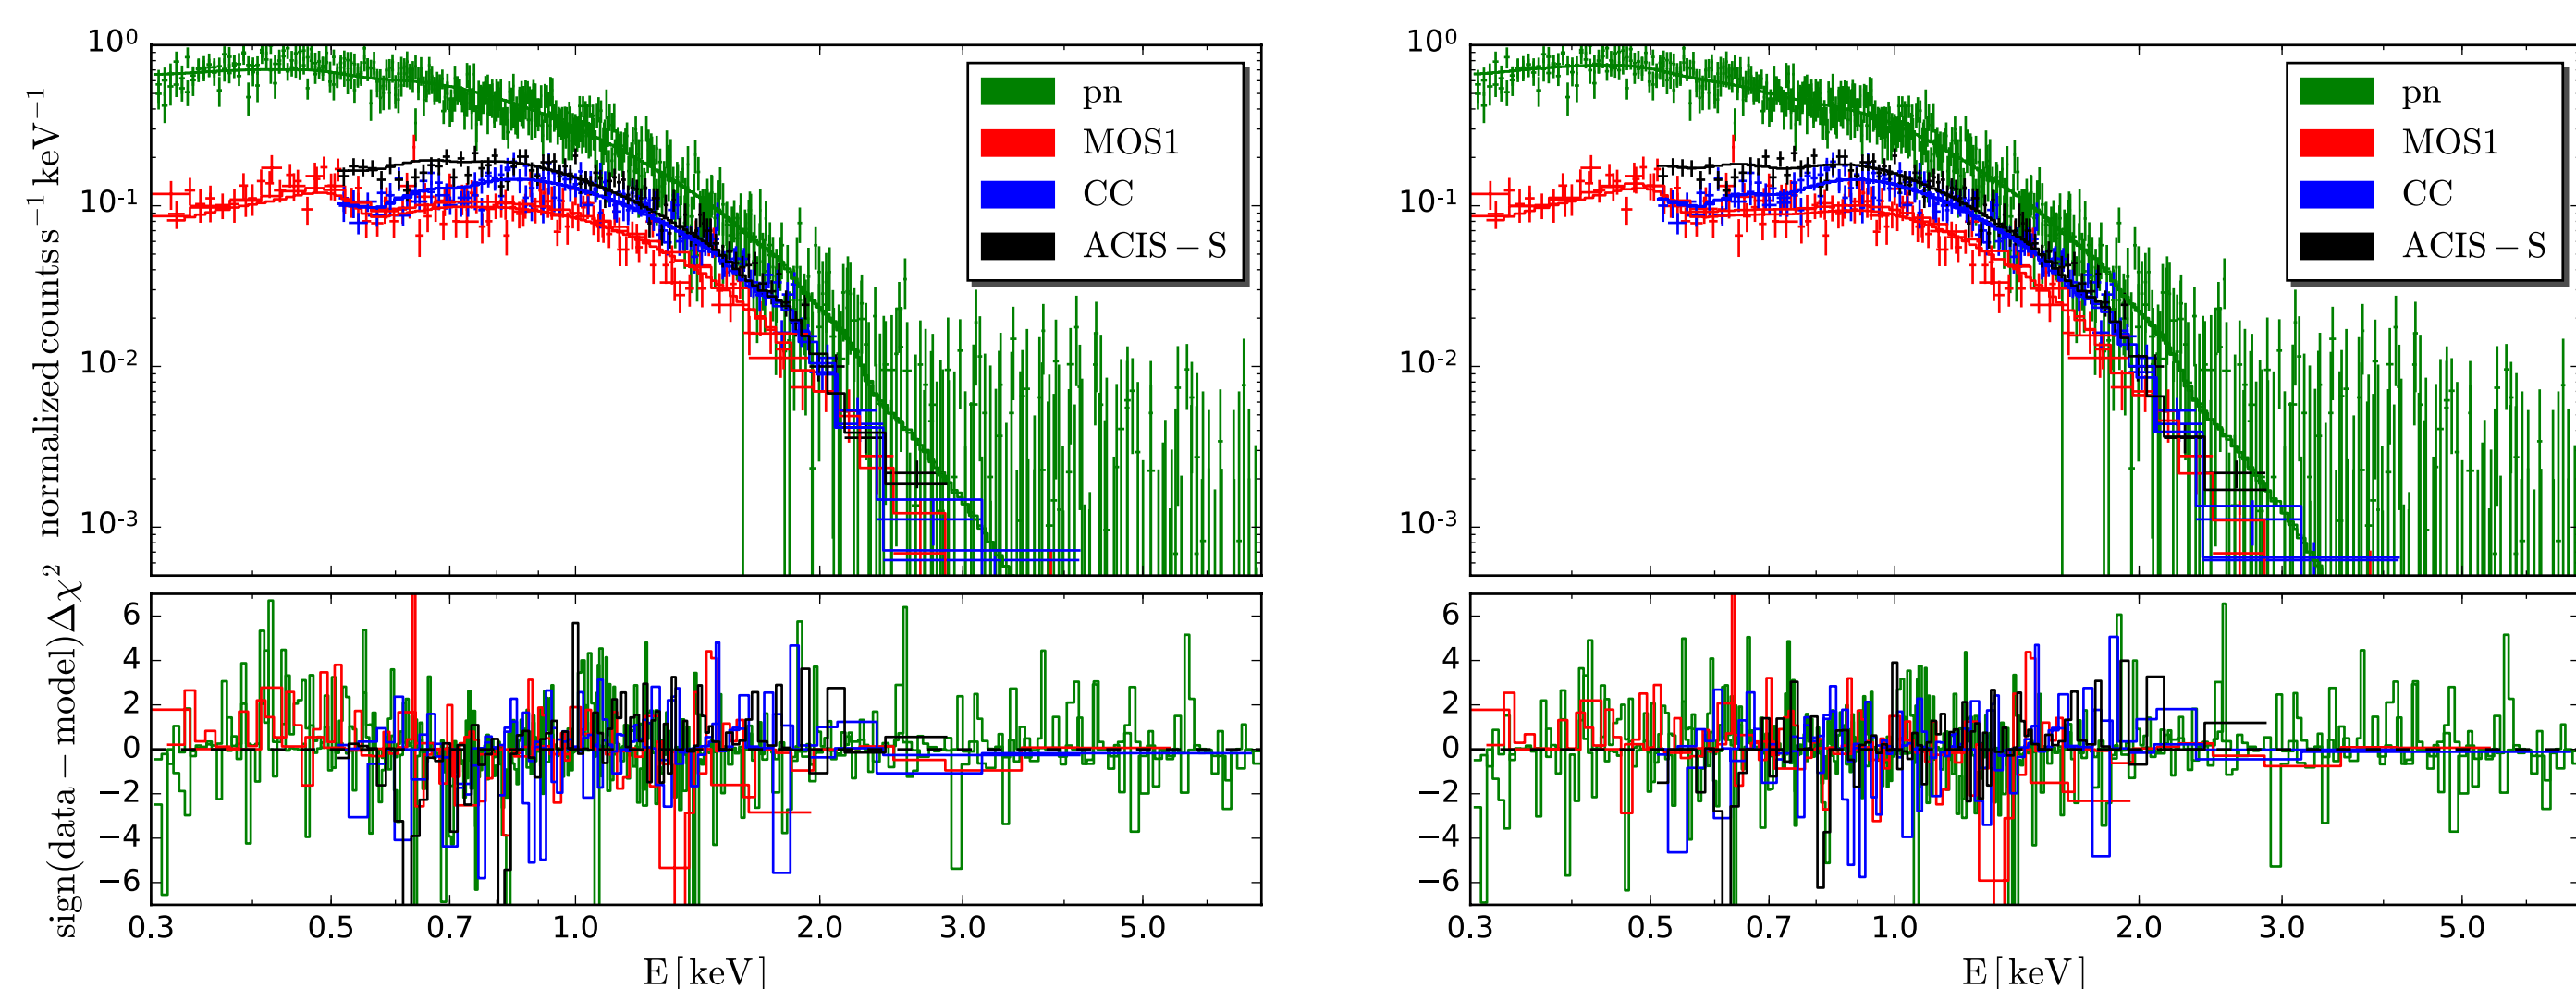 10⁰
10⁻¹
10⁻²
10⁻³
normalized counts s⁻¹ keV⁻¹
pn
MOS1
CC
ACIS − S
6
4
2
0
−2
−4
−6
sign(data − model)Δχ²
0.3 0.5 0.7 1.0 2.0 3.0 5.0
E [keV]
10⁰
10⁻¹
10⁻²
10⁻³
pn
MOS1
CC
ACIS − S
6
4
2
0
−2
−4
−6
0.3 0.5 0.7 1.0 2.0 3.0 5.0
E [keV]